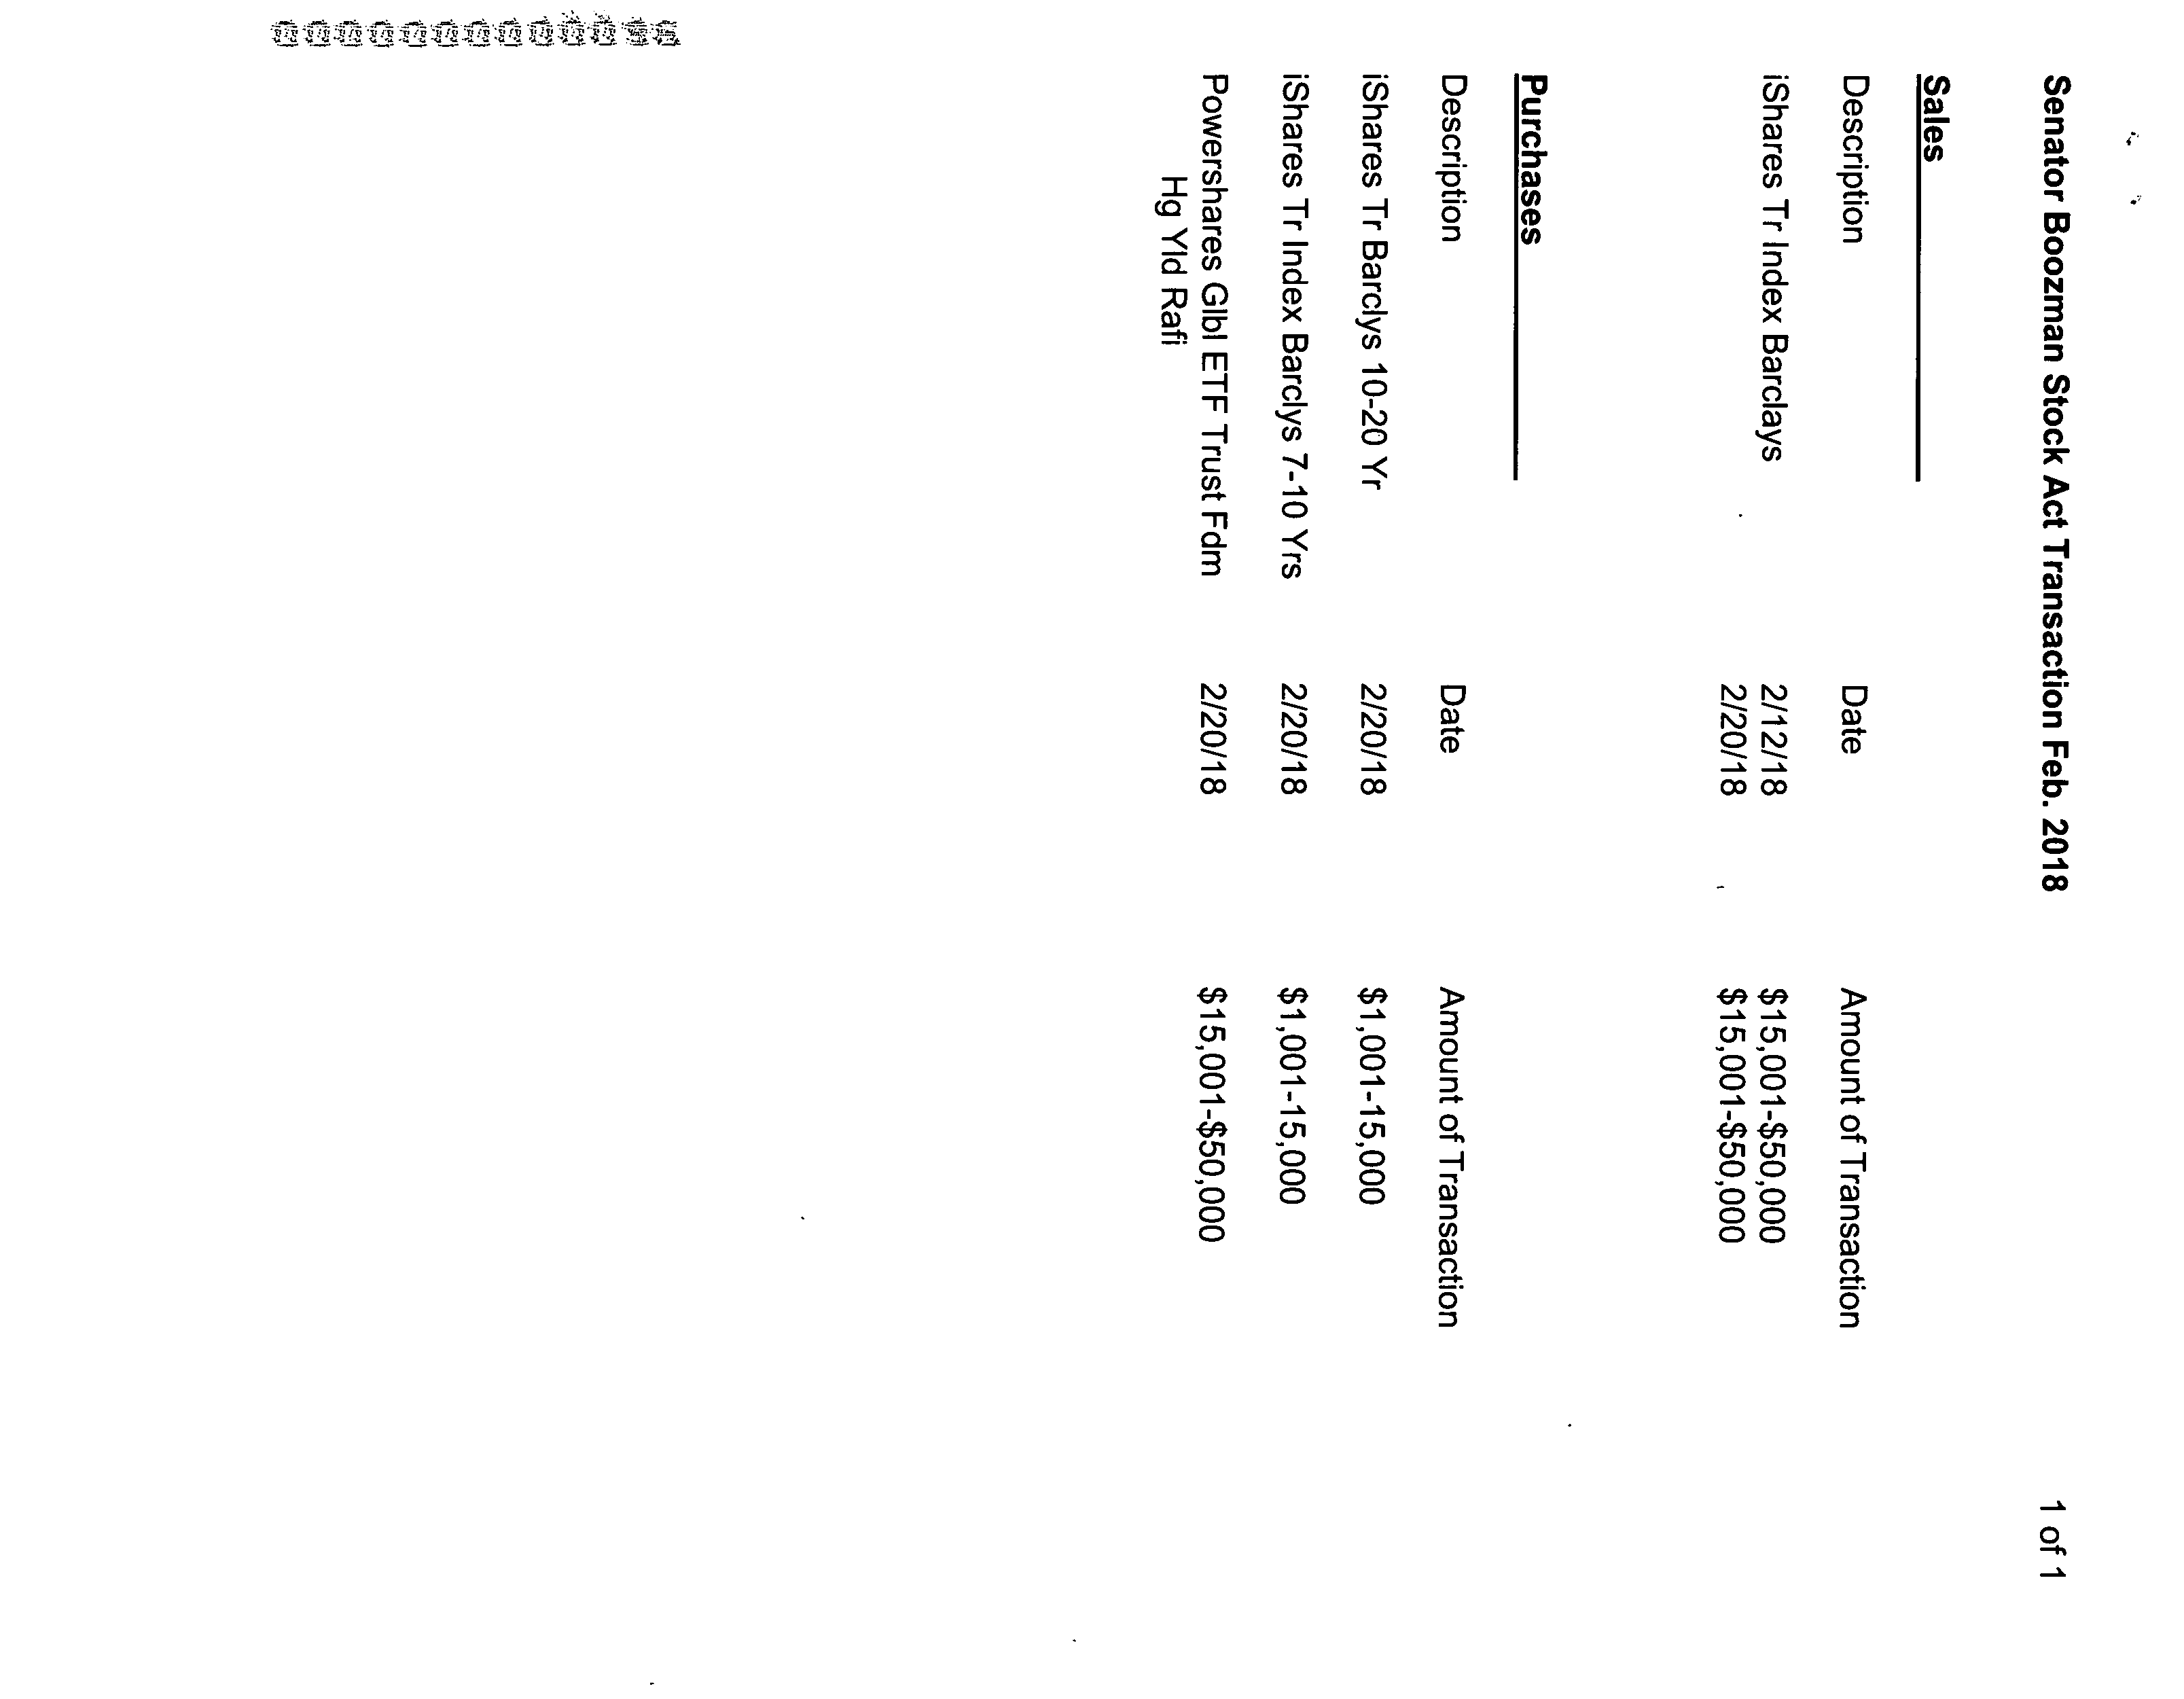 Senator Boozman Stock Act Transaction Feb. 2018 1 of 1
Sales
Description Date Amount of Transaction
iShares Tr Index Barclays 2/12/18 $15,001-$50,000
2/20/18 $15,001-$50,000
Purchases
Description Date Amount of Transaction
iShares Tr Barclys 10-20 Yr 2/20/18 $1,001-15,000
iShares Tr Index Barclys 7-10 Yrs 2/20/18 $1,001-15,000
Powershares Glbl ETF Trust Fdm 2/20/18 $15,001-$50,000
Hg Yld Rafi